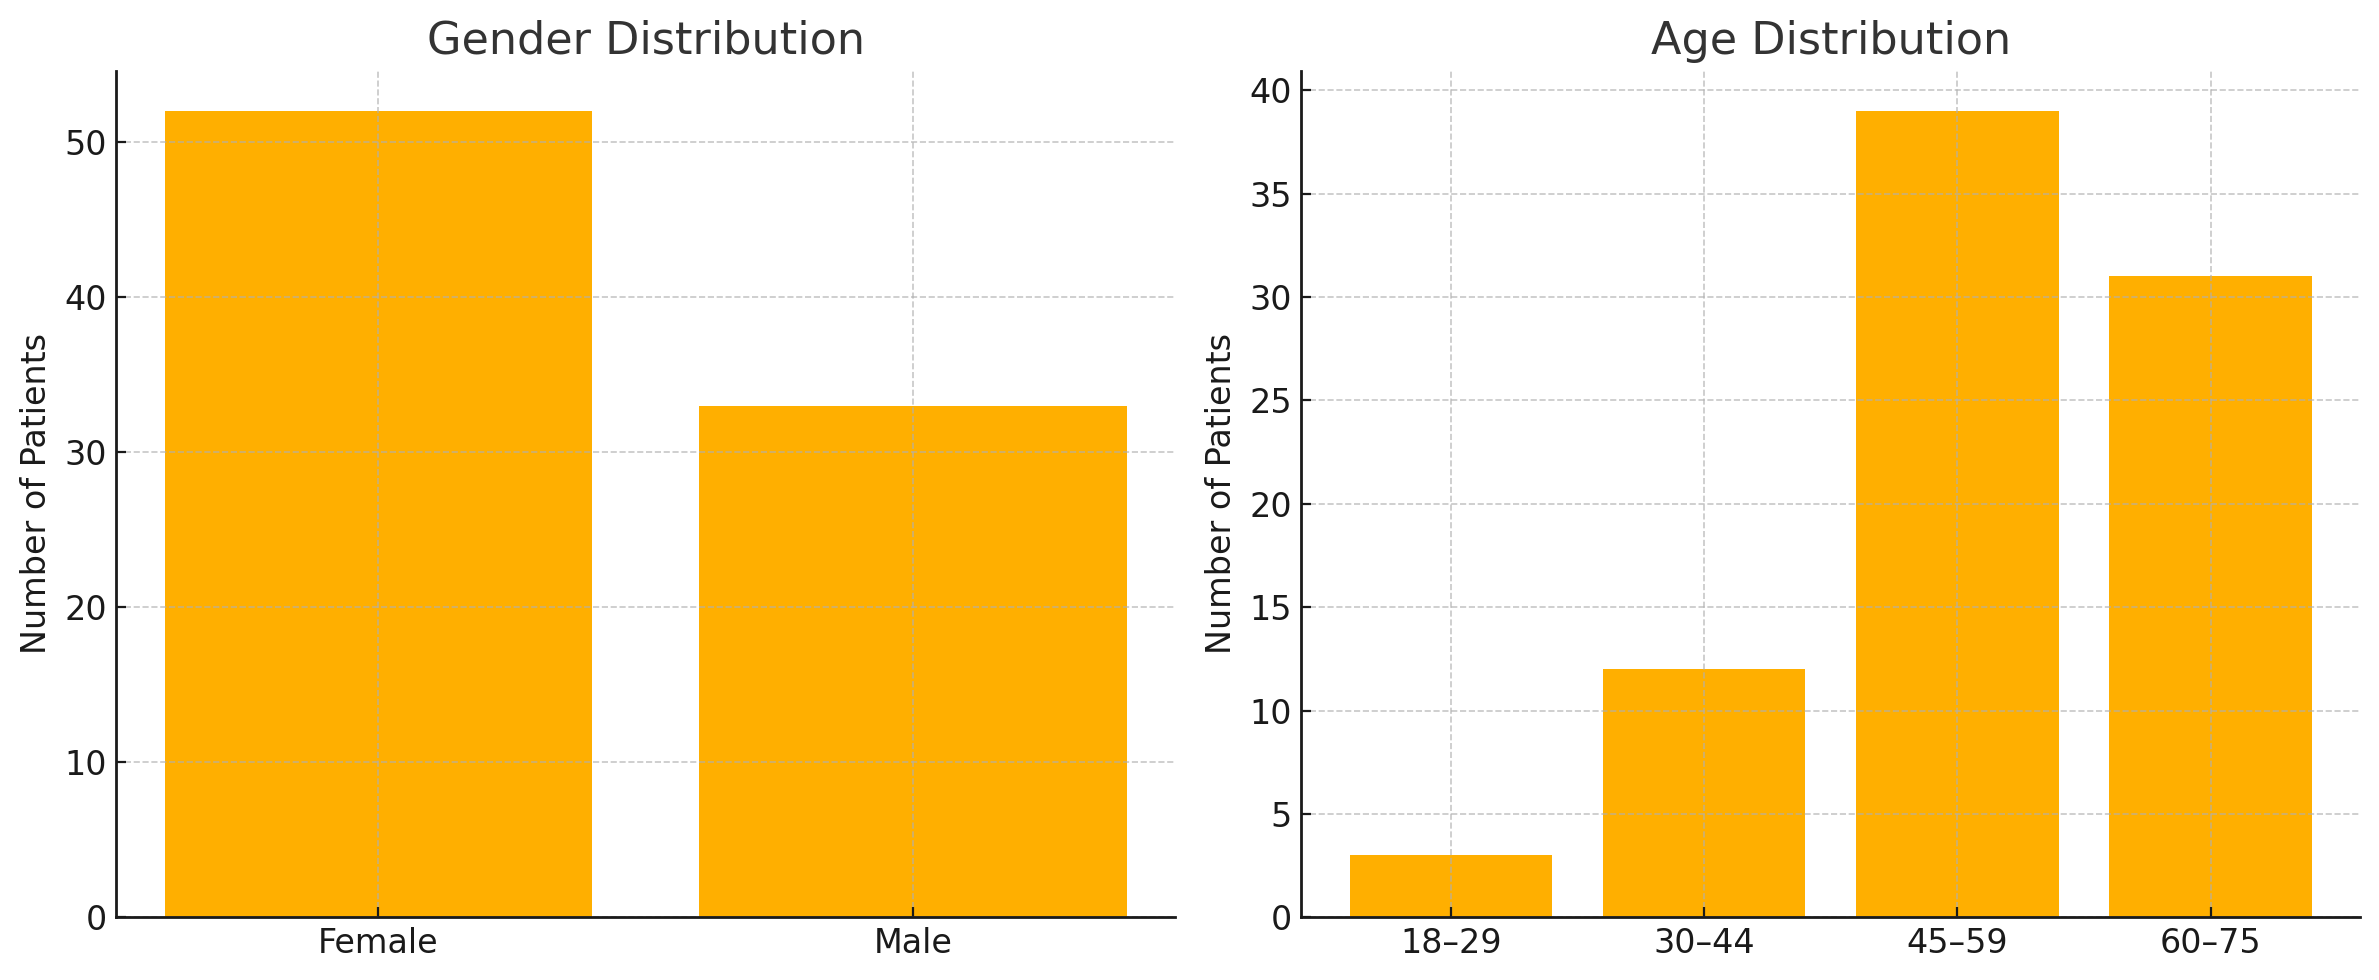 Gender Distribution
Number of Patients
50
40
30
20
10
0
Female Male
Age Distribution
Number of Patients
40
35
30
25
20
15
10
5
0
18–29 30–44 45–59 60–75